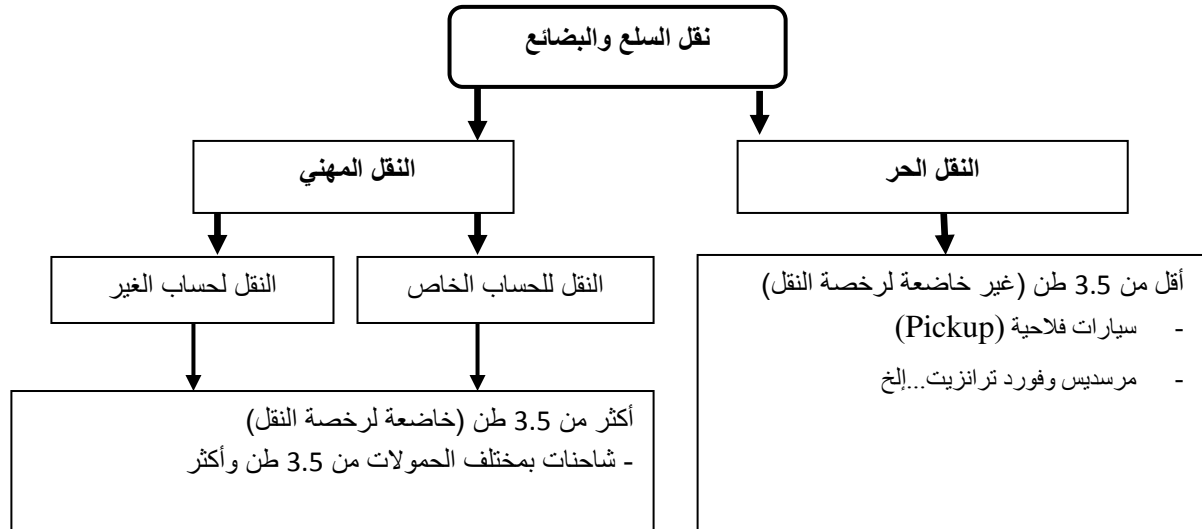 نقل السلع والبضائع
النقل الحر
النقل المهني
النقل للحساب الخاص
النقل لحساب الغير
أقل من 3.5 طن (غير خاضعة لرخصة النقل)
- سيارات فلاحية (Pickup)
- مرسديس وفورد ترانزيت...إلخ
أكثر من 3.5 طن (خاضعة لرخصة النقل)
- شاحنات بمختلف الحمولات من 3.5 طن وأكثر